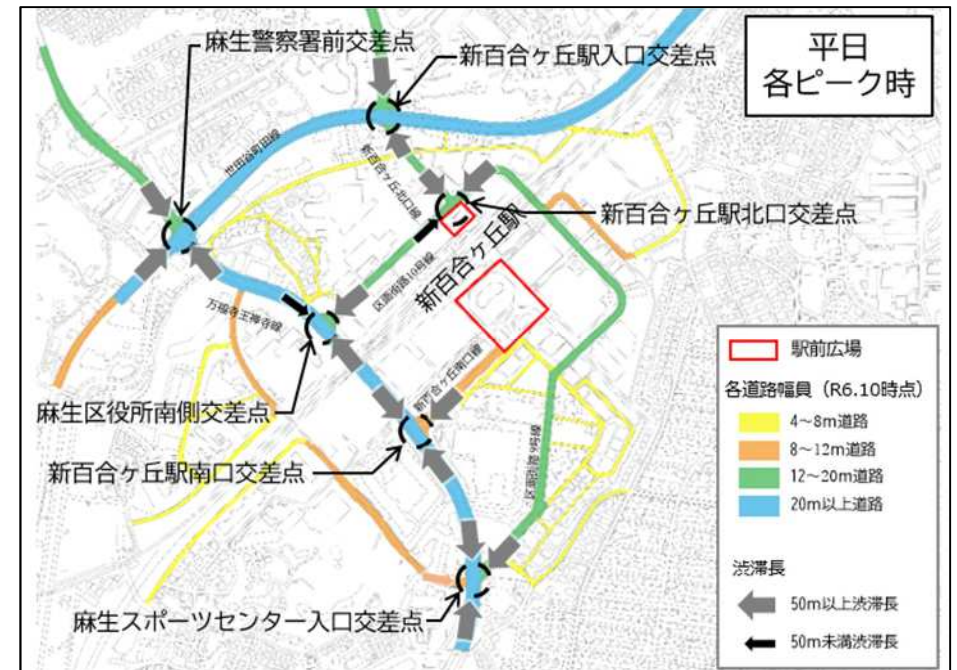 麻生警察署前交差点
新百合ヶ丘駅入口交差点
平日
各ピーク時
世田谷町田線
新百合ヶ丘北口線
新百合ヶ丘駅北口交差点
新百合ヶ丘駅
区画街路10号線
万福寺王禅寺線
麻生区役所南側交差点
新百合ヶ丘南口線
新百合ヶ丘駅南口交差点
区画街路9号線
麻生スポーツセンター入口交差点
駅前広場
各道路幅員（R6.10時点）
4～8m道路
8～12m道路
12～20m道路
20m以上道路
渋滞長
50m以上渋滞長
50m未満渋滞長